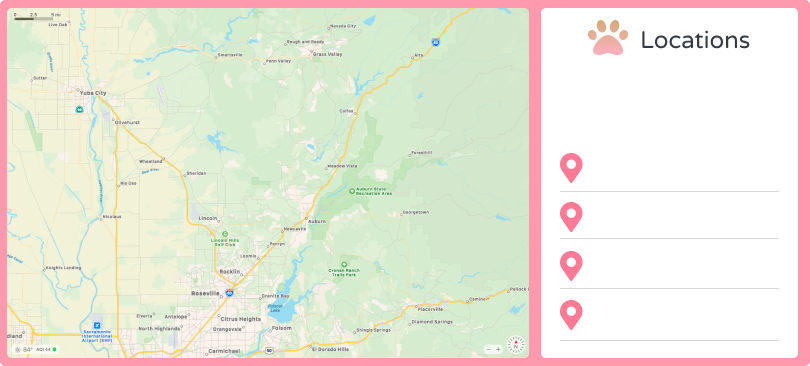 0 2.5 5 mi
Live Oak
Nevada City
Rough and Ready
Grass Valley
Smartsville
Penn Valley
Alta
Sutter
Yuba City
Colfax
Olivehurst
Foresthill
Wheatland
Bear River
Meadow Vista
Sheridan
Rio Oso
Auburn State
Recreation Area
Nicolaus
Lincoln
Auburn
Georgetown
Newcastle
Lincoln Hills
Golf Club
Penryn
Loomis
Cronan Ranch
Trails Park
Knights Landing
Rocklin
Roseville
Granite Bay
Camino
Pollock P
Folsom
Lake
Placerville
Elverta
Antelope
Citrus Heights
Diamond Springs
Sacramento
International
Airport (SMF)
North Highlands
Orangevale
Folsom
Shingle Springs
dland
84°
AQI 44
Carmichael
50
El Dorado Hills
N
Locations